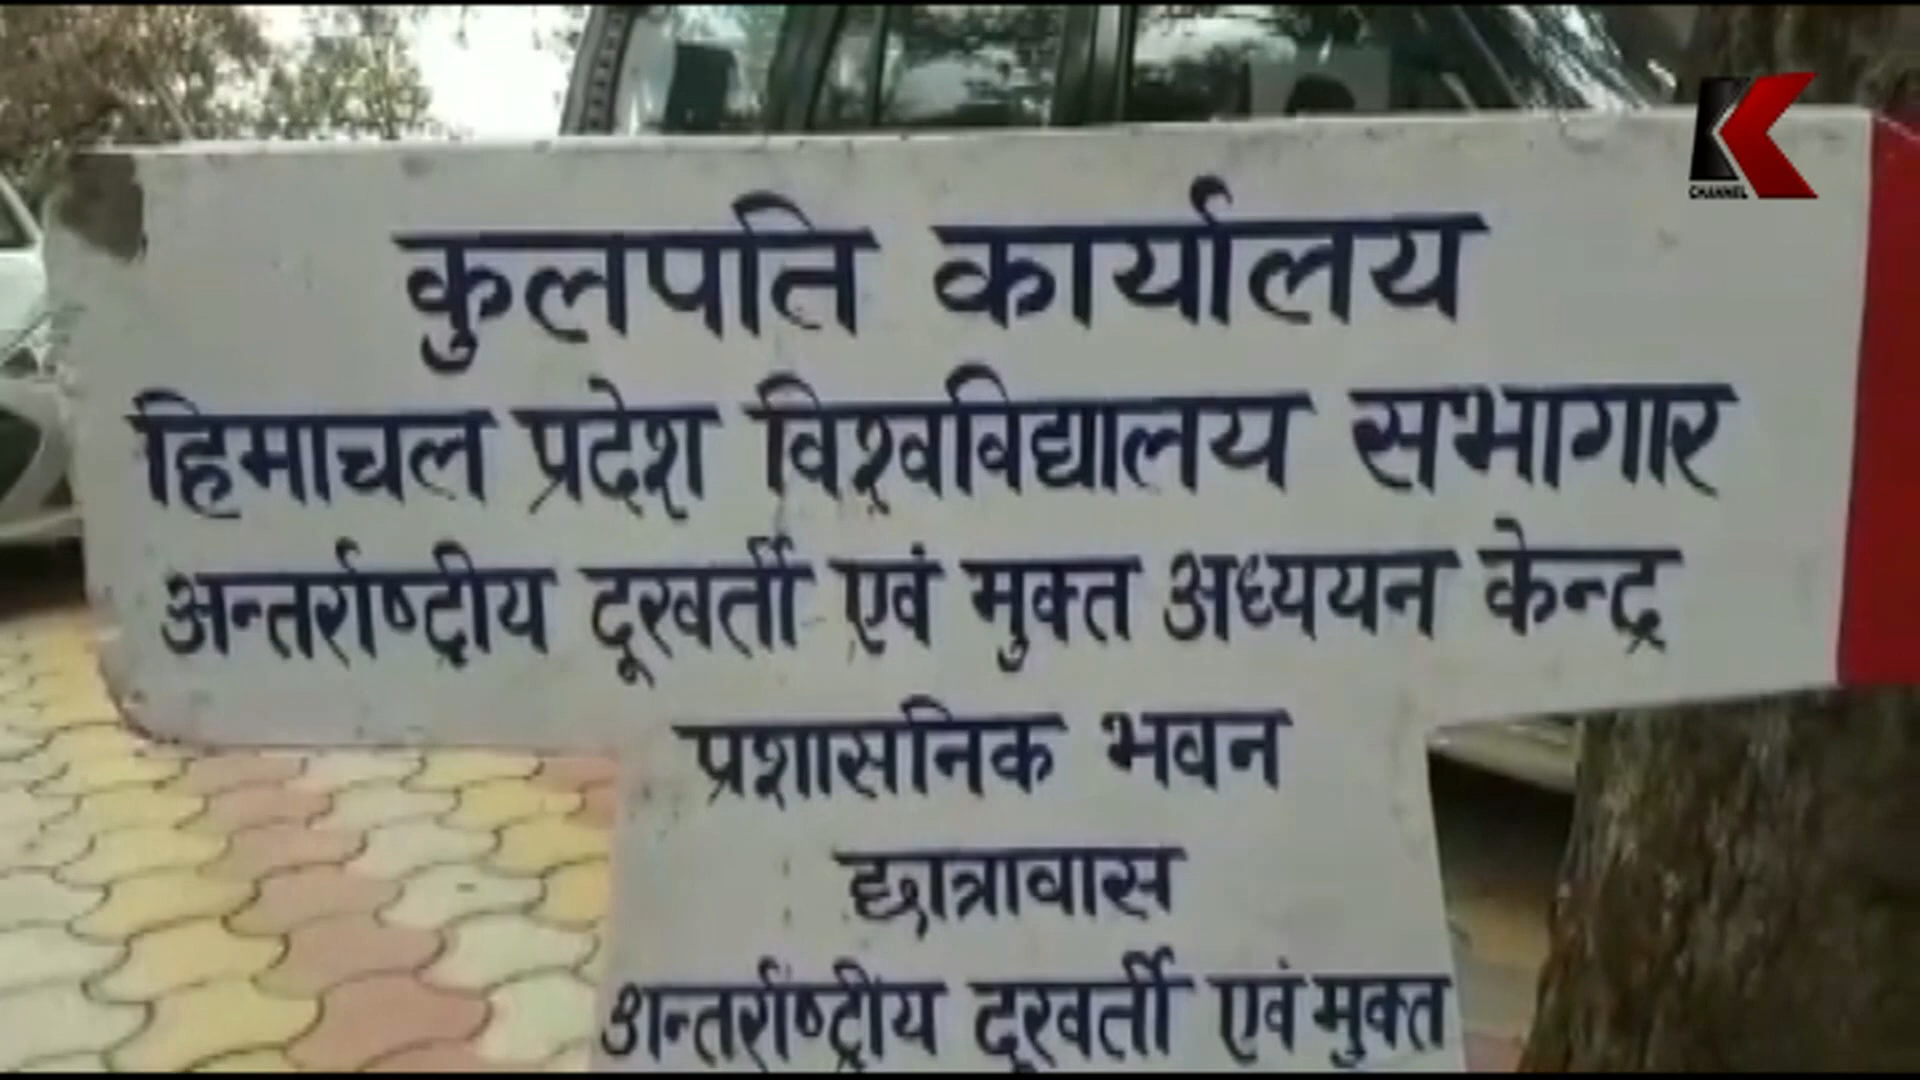 K
CHANNEL
कुलपति कार्यालय
हिमाचल प्रदेश विश्वविद्यालय सभागार
अन्तर्राष्ट्रीय दूरवर्ती एवं मुक्त अध्ययन केन्द्र
प्रशासनिक भवन
छात्रावास
अन्तर्राष्ट्रीय दूरवर्ती एवं मुक्त